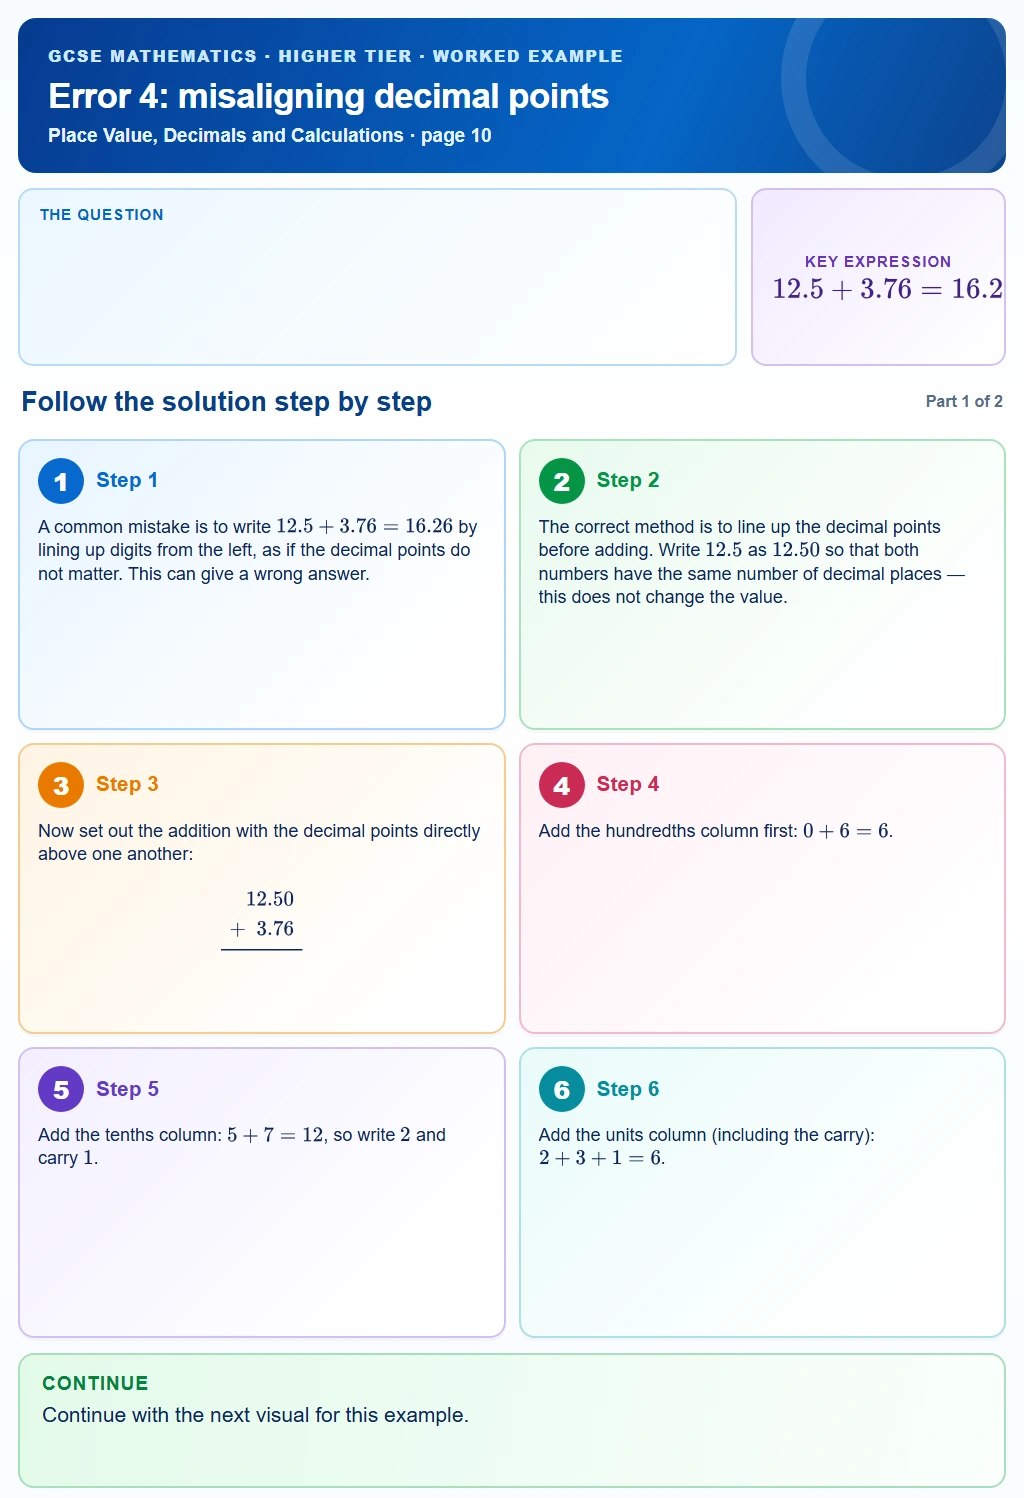 GCSE MATHEMATICS · HIGHER TIER · WORKED EXAMPLE
Error 4: misaligning decimal points
Place Value, Decimals and Calculations · page 10
THE QUESTION
KEY EXPRESSION
12.5 + 3.76 = 16.2
Follow the solution step by step
Part 1 of 2
1 Step 1
A common mistake is to write 12.5 + 3.76 = 16.26 by
lining up digits from the left, as if the decimal points do
not matter. This can give a wrong answer.
2 Step 2
The correct method is to line up the decimal points
before adding. Write 12.5 as 12.50 so that both
numbers have the same number of decimal places —
this does not change the value.
3 Step 3
Now set out the addition with the decimal points directly
above one another:
12.50
+ 3.76
4 Step 4
Add the hundredths column first: 0 + 6 = 6.
5 Step 5
Add the tenths column: 5 + 7 = 12, so write 2 and
carry 1.
6 Step 6
Add the units column (including the carry):
2 + 3 + 1 = 6.
CONTINUE
Continue with the next visual for this example.